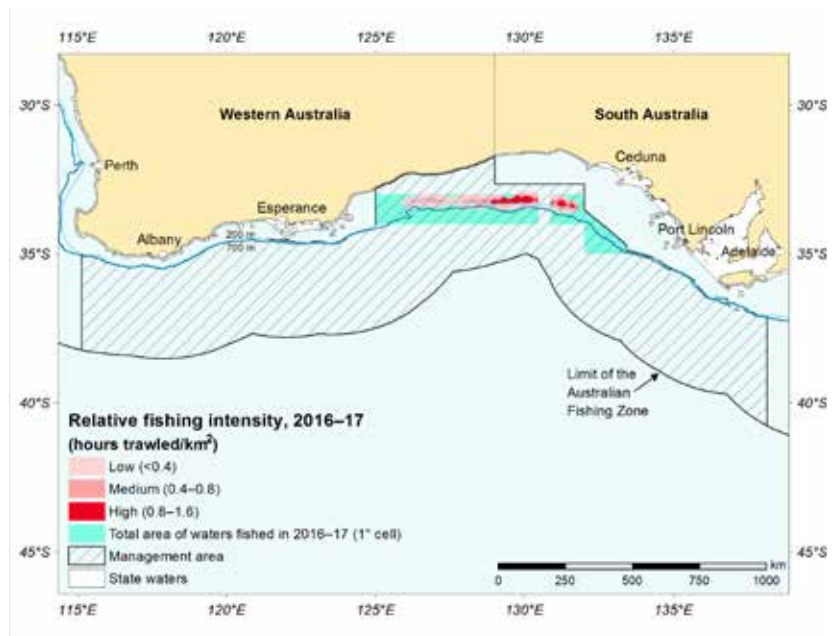 115°E 120°E 125°E 130°E 135°E
30°S 30°S
Western Australia South Australia
Perth
Ceduna
Esperance
Albany
200 m
700 m
Port Lincoln
Adelaide
35°S 35°S
Limit of the
Australian
Fishing Zone
40°S 40°S
Relative fishing intensity, 2016–17
(hours trawled/km²)
Low (<0.4)
Medium (0.4–0.8)
High (0.8–1.6)
Total area of waters fished in 2016–17 (1° cell)
Management area
State waters
45°S 45°S
km
0 250 500 750 1000
115°E 120°E 125°E 130°E 135°E